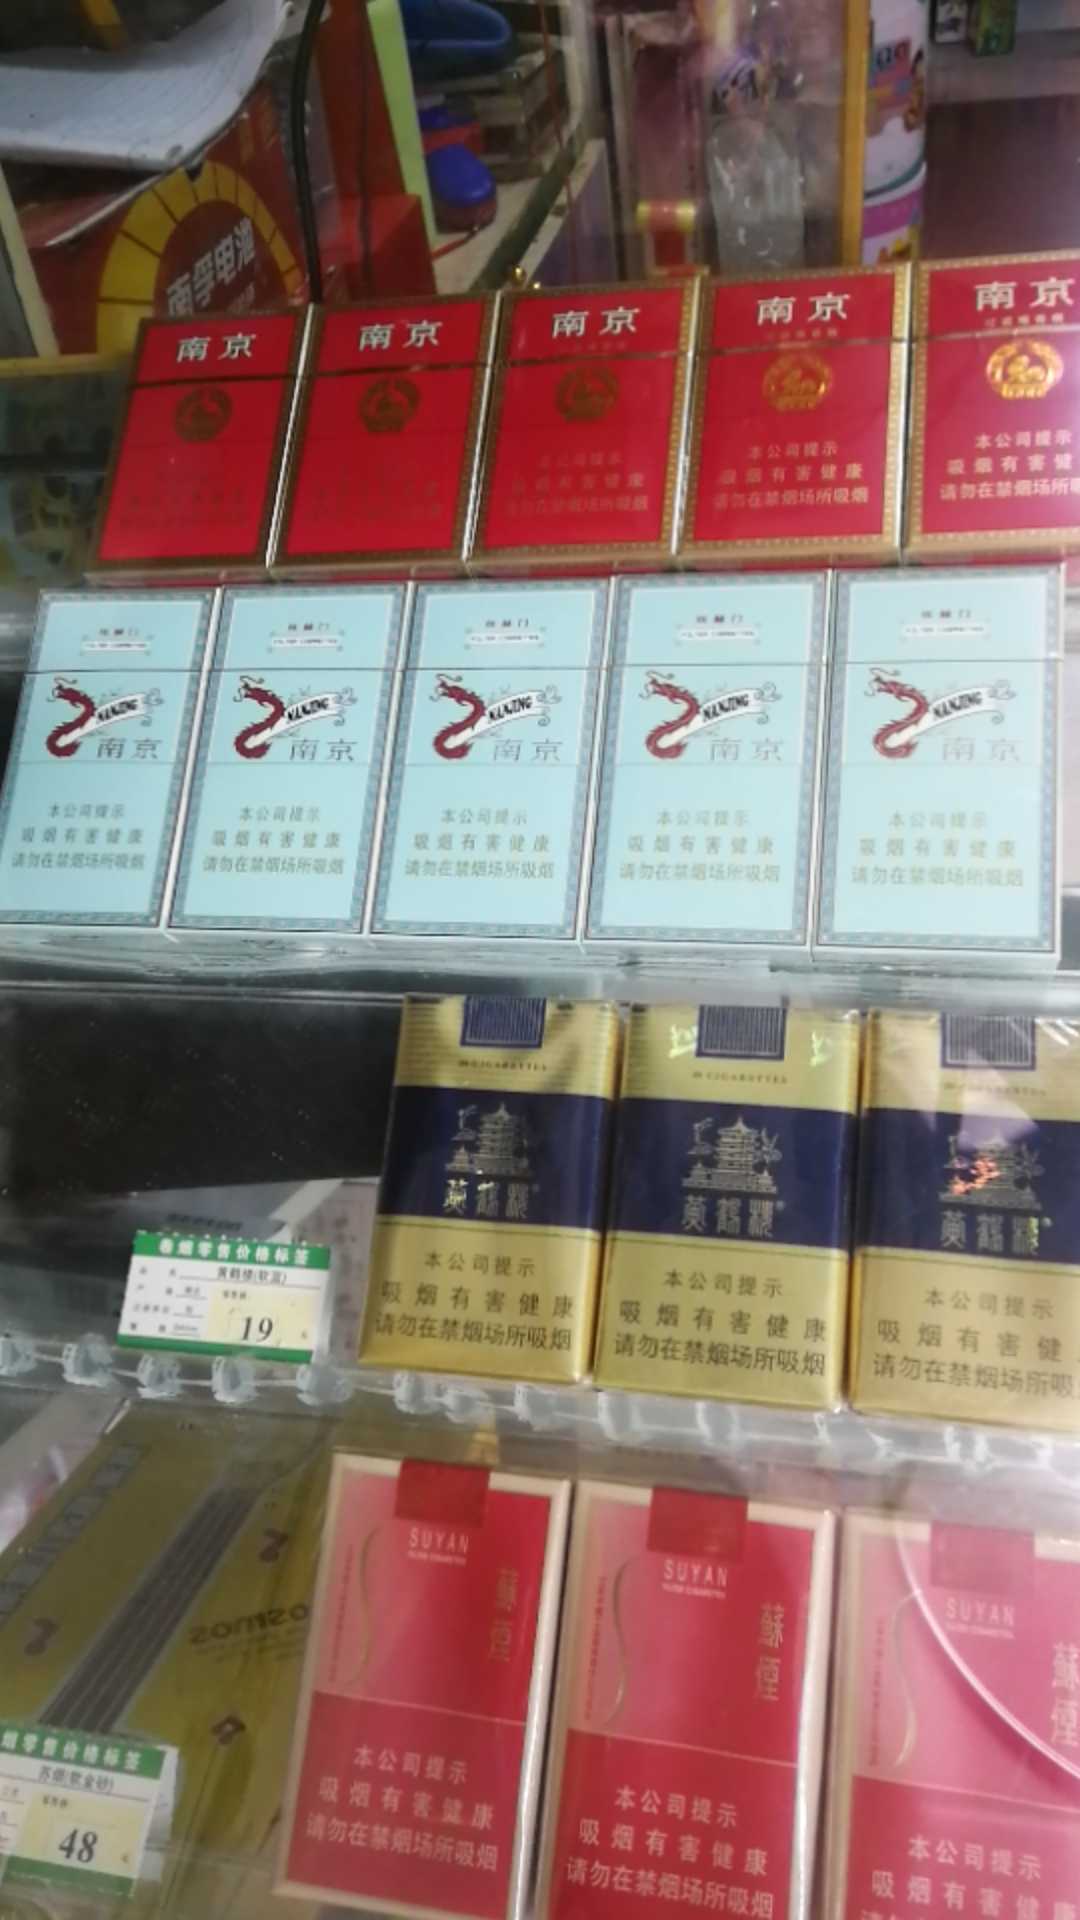 南孚电池
南京
南京
南京
南京
南京
本公司提示
吸烟有害健康
请勿在禁烟场所吸烟
本公司提示
吸烟有害健康
请勿在禁烟场所吸烟
本公司提示
吸烟有害健
请勿在禁烟场所吸
NANJING
南京
本公司提示
吸烟有害健康
请勿在禁烟场所吸烟
NANJING
南京
本公司提示
吸烟有害健康
请勿在禁烟场所吸烟
NANJING
南京
本公司提示
吸烟有害健康
请勿在禁烟场所吸烟
NANJING
南京
本公司提示
吸烟有害健康
请勿在禁烟场所吸烟
NANJING
南京
本公司提示
吸烟有害健康
请勿在禁烟场所吸烟
卷烟零售价格标签
黄鹤楼(软蓝)
零售价
19
元
CIGARETTES
黄鹤楼
本公司提示
吸烟有害健康
请勿在禁烟场所吸烟
CIGARETTES
黄鹤楼
本公司提示
吸烟有害健康
请勿在禁烟场所吸烟
黄鹤楼
本公司提示
吸烟有害健
请勿在禁烟场所吸
烟零售价格标签
苏烟(软金砂)
零售价
48
元
SUYAN
蘇煙
本公司提示
吸烟有害健康
请勿在禁烟场所吸烟
SUYAN
蘇煙
本公司提示
吸烟有害健康
请勿在禁烟场所吸烟
SUYAN
蘇煙
本公司提示
吸烟有害健